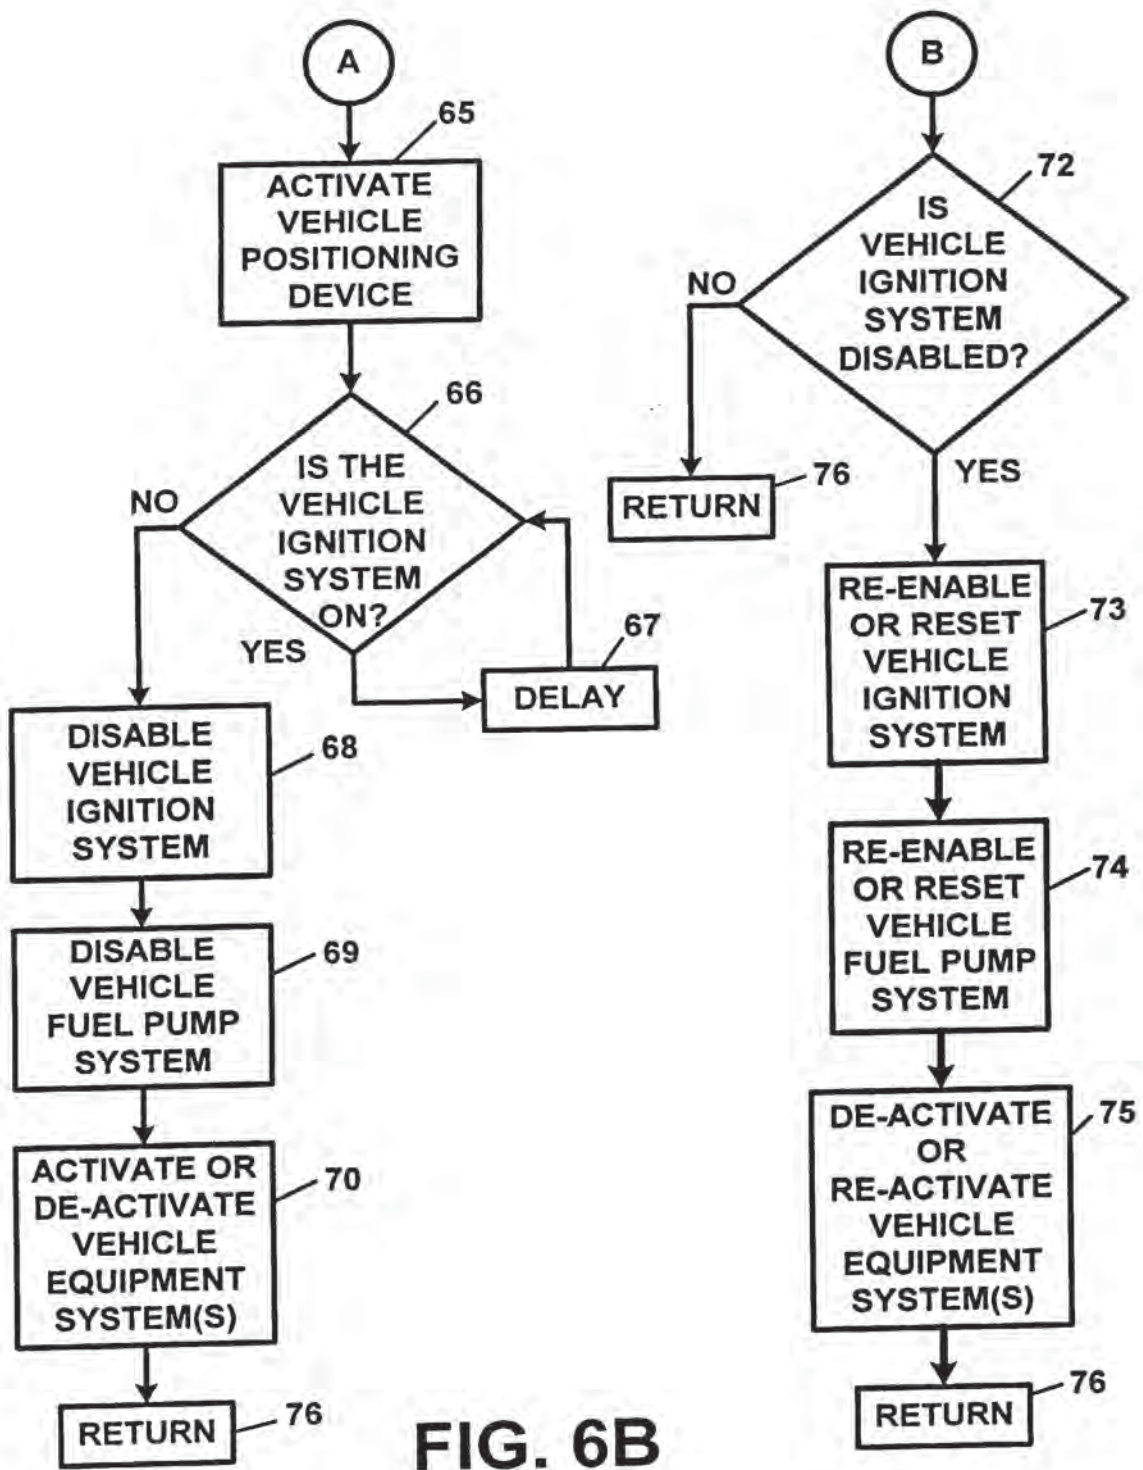 A
65
ACTIVATE
VEHICLE
POSITIONING
DEVICE
66
IS THE
VEHICLE
IGNITION
SYSTEM
ON?
NO
YES
67
DELAY
DISABLE
VEHICLE
IGNITION
SYSTEM
68
DISABLE
VEHICLE
FUEL PUMP
SYSTEM
69
ACTIVATE OR
DE-ACTIVATE
VEHICLE
EQUIPMENT
SYSTEM(S)
70
RETURN
76
B
72
IS
VEHICLE
IGNITION
SYSTEM
DISABLED?
NO
RETURN
76
YES
RE-ENABLE
OR RESET
VEHICLE
IGNITION
SYSTEM
73
RE-ENABLE
OR RESET
VEHICLE
FUEL PUMP
SYSTEM
74
DE-ACTIVATE
OR
RE-ACTIVATE
VEHICLE
EQUIPMENT
SYSTEM(S)
75
RETURN
76
FIG. 6B